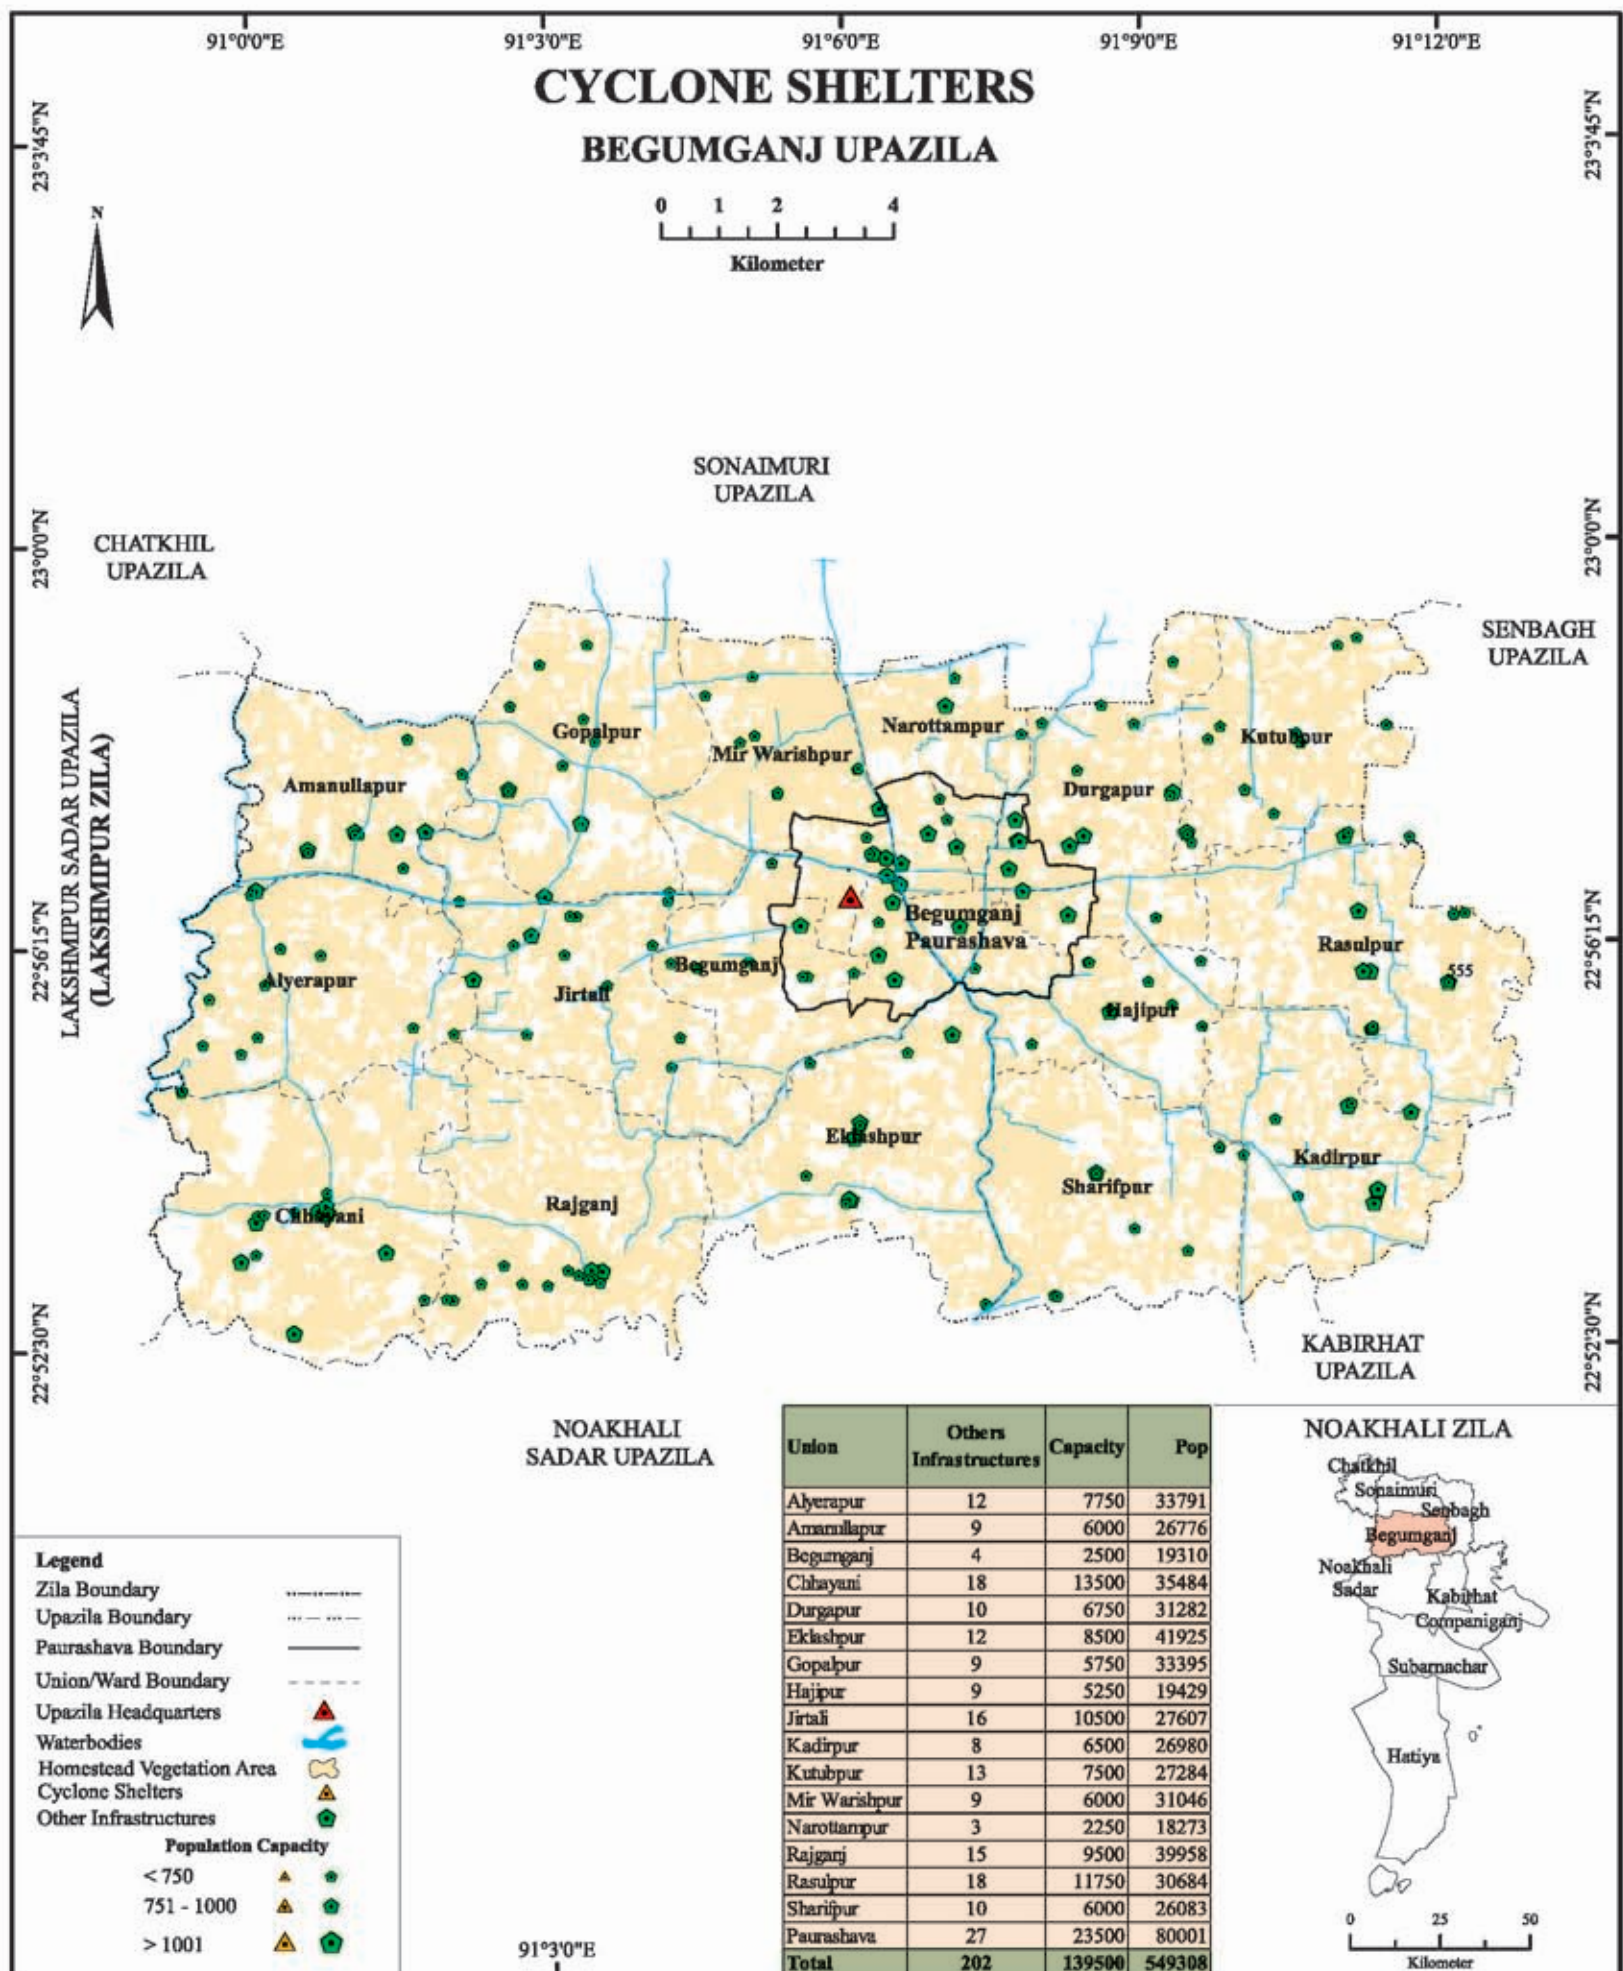 91°0'0"E 91°3'0"E 91°6'0"E 91°9'0"E 91°12'0"E
CYCLONE SHELTERS
BEGUMGANJ UPAZILA
23°3'45"N
23°3'45"N
N
0 1 2 4
Kilometer
SONAIMURI
UPAZILA
23°0'0"N
23°0'0"N
CHATKHIL
UPAZILA
SENBAGH
UPAZILA
LAKSHMIPUR SADAR UPAZILA
(LAKSHMIPUR ZILA)
Gopalpur
Narottampur
Kutubpur
Mir Warishpur
Amanullapur
Durgapur
Begumganj
Paurashava
22°56'15"N
22°56'15"N
Rasulpur
Begumganj
555
Alyerapur
Jirtali
Hajipur
Eklashpur
Kadirpur
Sharifpur
Rajganj
Chhayani
22°52'30"N
22°52'30"N
KABIRHAT
UPAZILA
NOAKHALI
SADAR UPAZILA
Union Others Infrastructures Capacity Pop
Alyerapur 12 7750 33791
Amanullapur 9 6000 26776
Begumganj 4 2500 19310
Chhayani 18 13500 35484
Durgapur 10 6750 31282
Eklashpur 12 8500 41925
Gopalpur 9 5750 33395
Hajipur 9 5250 19429
Jirtali 16 10500 27607
Kadirpur 8 6500 26980
Kutubpur 13 7500 27284
Mir Warishpur 9 6000 31046
Narottampur 3 2250 18273
Rajganj 15 9500 39958
Rasulpur 18 11750 30684
Sharifpur 10 6000 26083
Paurashava 27 23500 80001
Total 202 139500 549308
NOAKHALI ZILA
Chatkhil
Sonaimuri
Senbagh
Begumganj
Noakhali
Sadar
Kabirhat
Companiganj
Subarnachar
Hatiya
0 25 50
Kilometer
Legend
Zila Boundary
Upazila Boundary
Paurashava Boundary
Union/Ward Boundary
Upazila Headquarters
Waterbodies
Homestead Vegetation Area
Cyclone Shelters
Other Infrastructures
Population Capacity
< 750
751 - 1000
> 1001
91°3'0"E